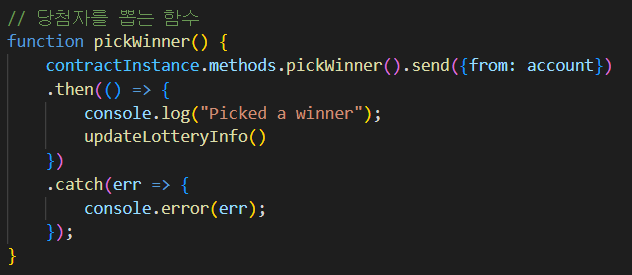 // 당첨자를 뽑는 함수
function pickWinner() {
    contractInstance.methods.pickWinner().send({from: account})
    .then(() => {
        console.log("Picked a winner");
        updateLotteryInfo()
    })
    .catch(err => {
        console.error(err);
    });
}